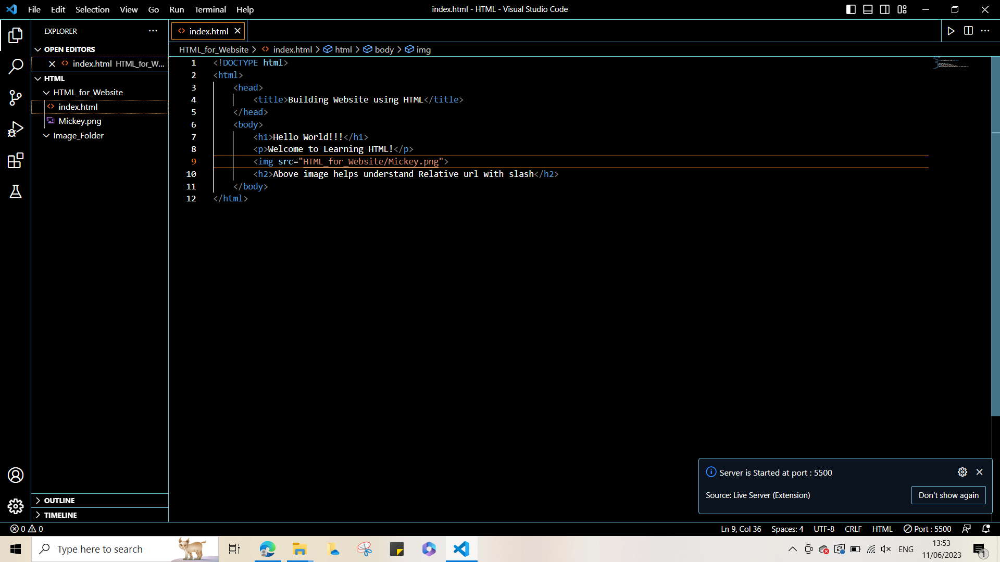 File Edit Selection View Go Run Terminal Help
index.html - HTML - Visual Studio Code
EXPLORER
OPEN EDITORS
index.html HTML_for_W...
HTML
HTML_for_Website
index.html
Mickey.png
Image_Folder
OUTLINE
TIMELINE
index.html
HTML_for_Website > index.html > html > body > img
1 <!DOCTYPE html>
2 <html>
3 <head>
4 <title>Building Website using HTML</title>
5 </head>
6 <body>
7 <h1>Hello World!!!</h1>
8 <p>Welcome to Learning HTML!</p>
9 <img src="HTML_for_Website/Mickey.png">
10 <h2>Above image helps understand Relative url with slash</h2>
11 </body>
12 </html>
Server is Started at port : 5500
Source: Live Server (Extension)
Don't show again
0 0
Ln 9, Col 36 Spaces: 4 UTF-8 CRLF HTML Port : 5500
Type here to search
ENG
13:53
11/06/2023
1